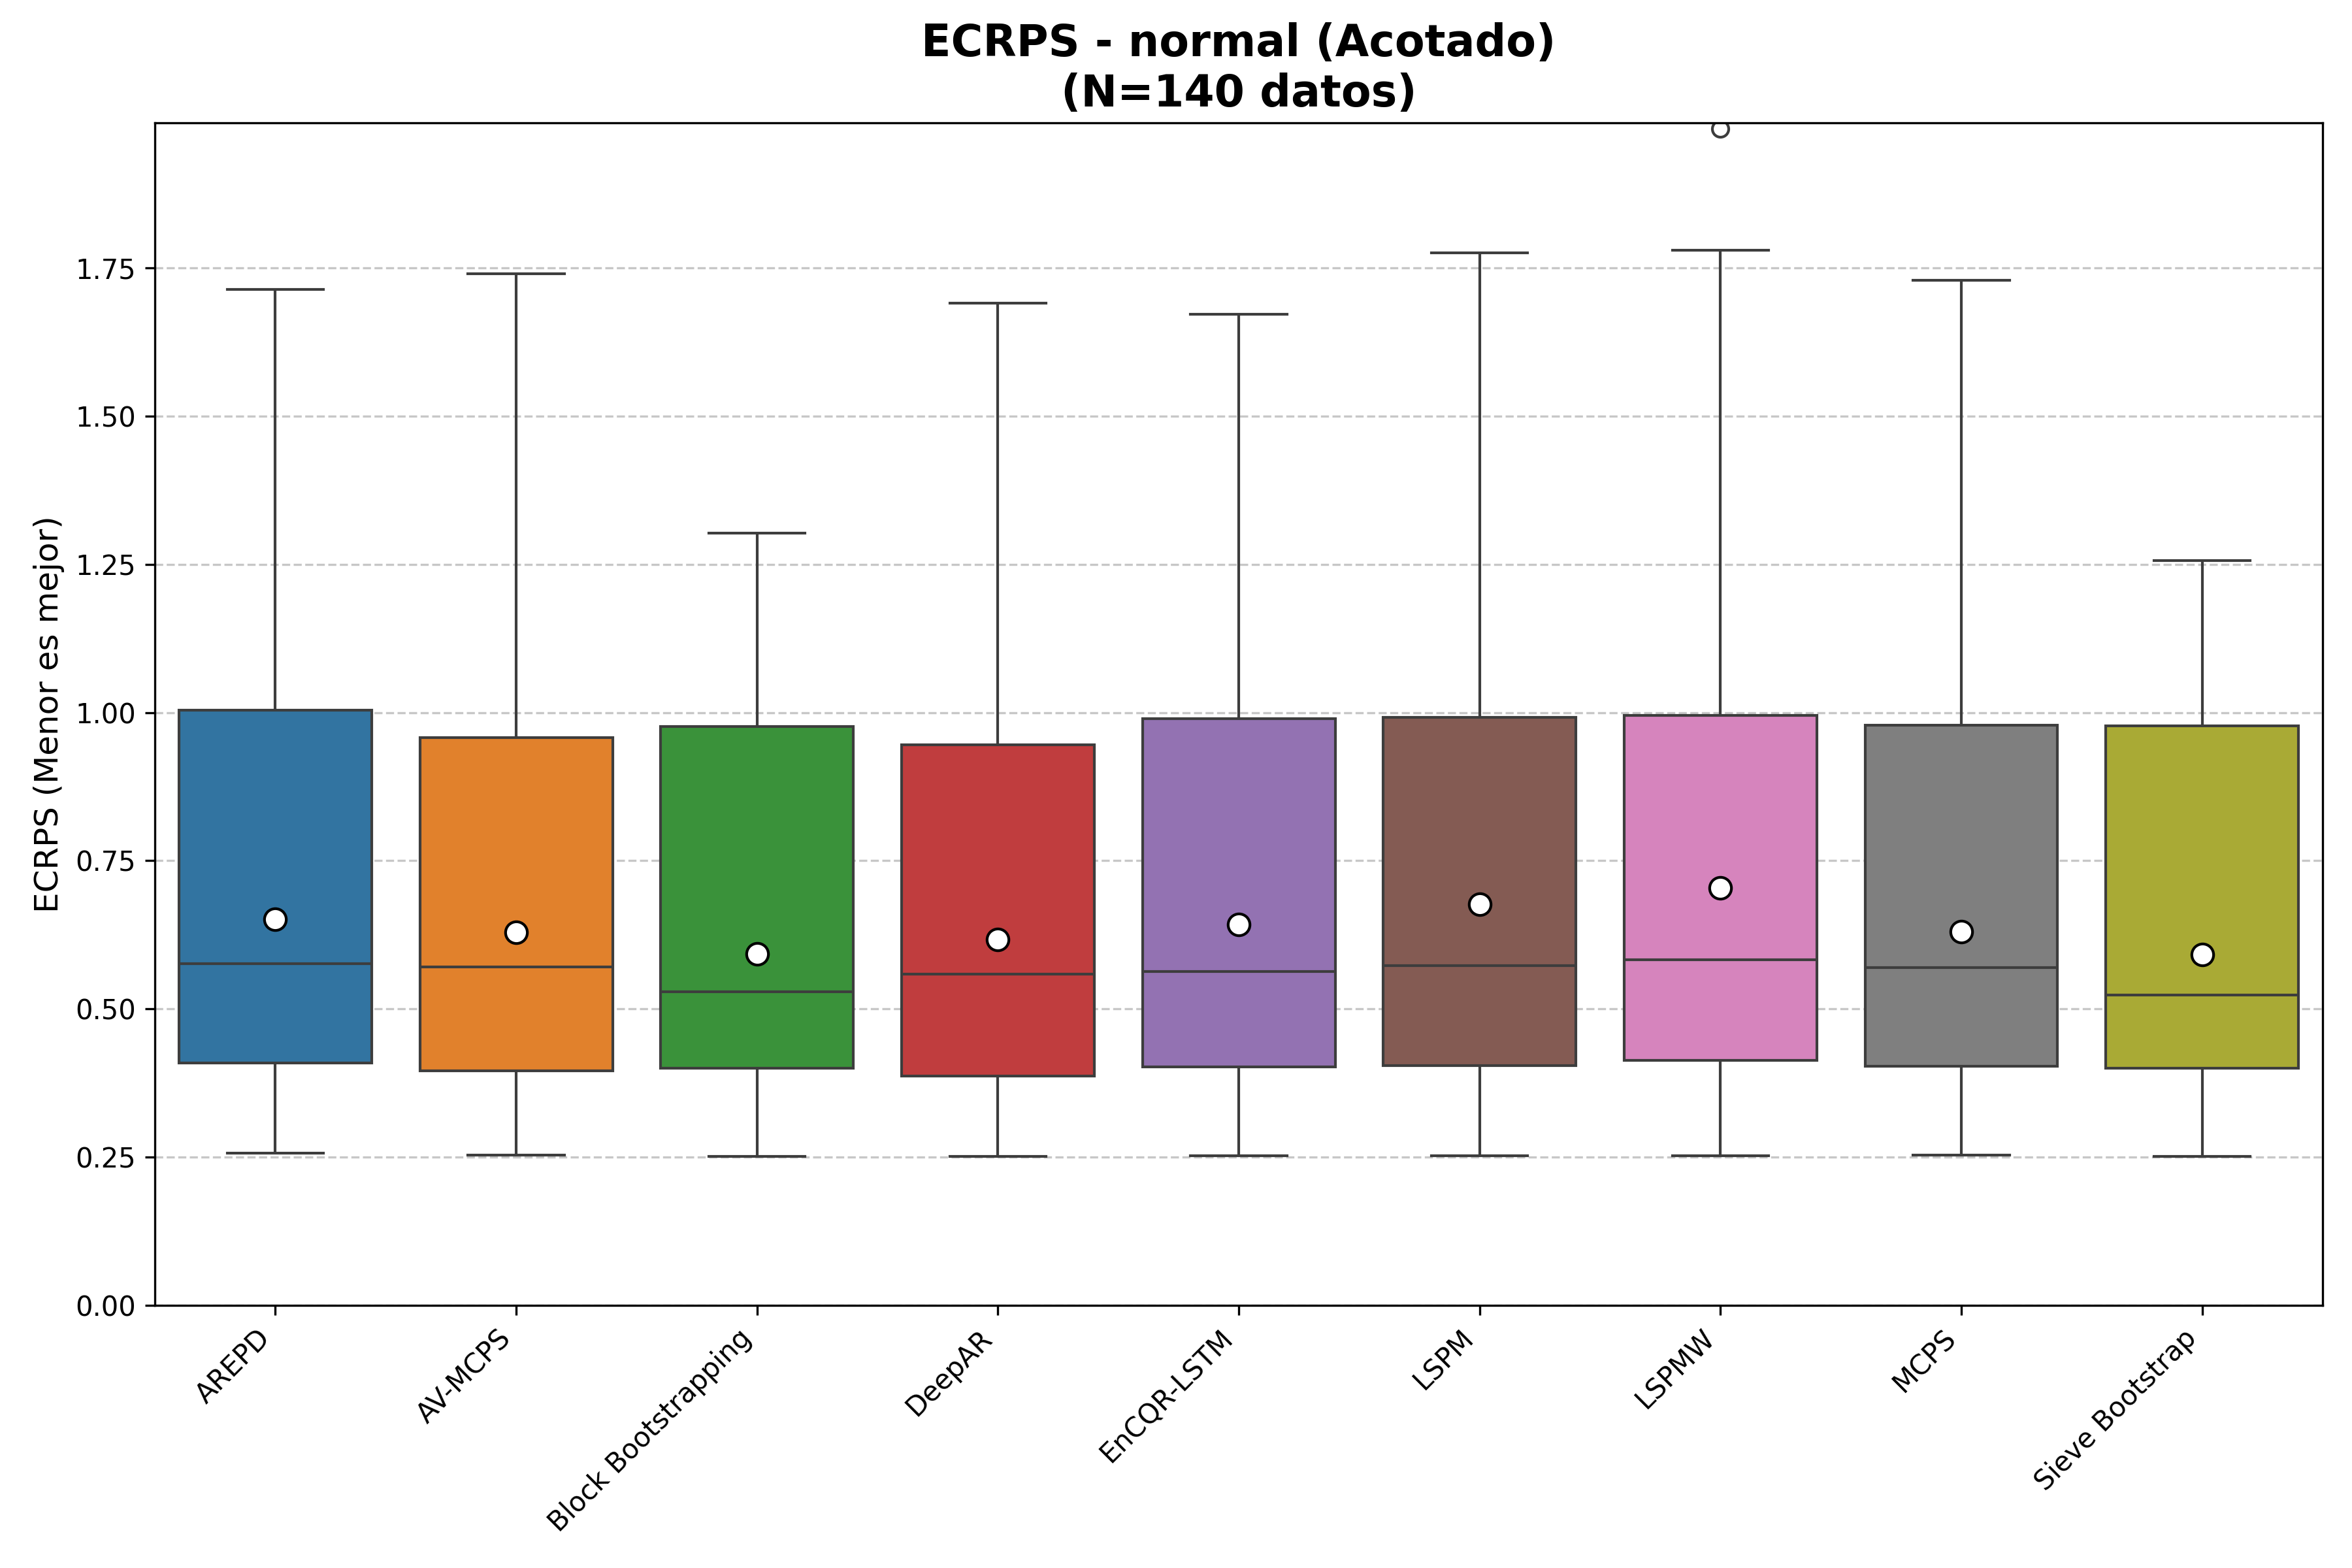 ECRPS - normal (Acotado)
(N=140 datos)
ECRPS (Menor es mejor)
1.75
1.50
1.25
1.00
0.75
0.50
0.25
0.00
AREPD
AV-MCPS
Block Bootstrapping
DeepAR
EnCQR-LSTM
LSPM
LSPMW
MCPS
Sieve Bootstrap